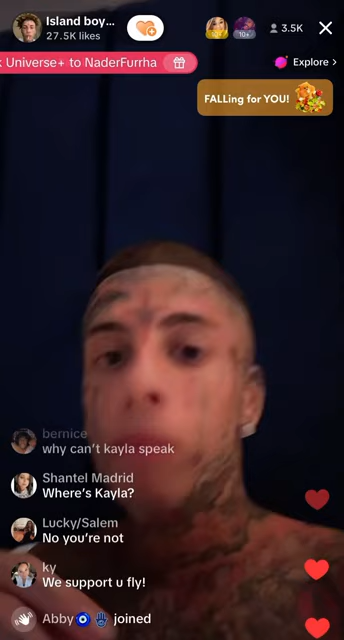 Island boy...
27.5K likes
3.5K
Universe+ to NaderFurrha
Explore >
FALLing for YOU!
bernice
why can't kayla speak
Shantel Madrid
Where's Kayla?
Lucky/Salem
No you're not
ky
We support u fly!
Abby🧿🪬 joined